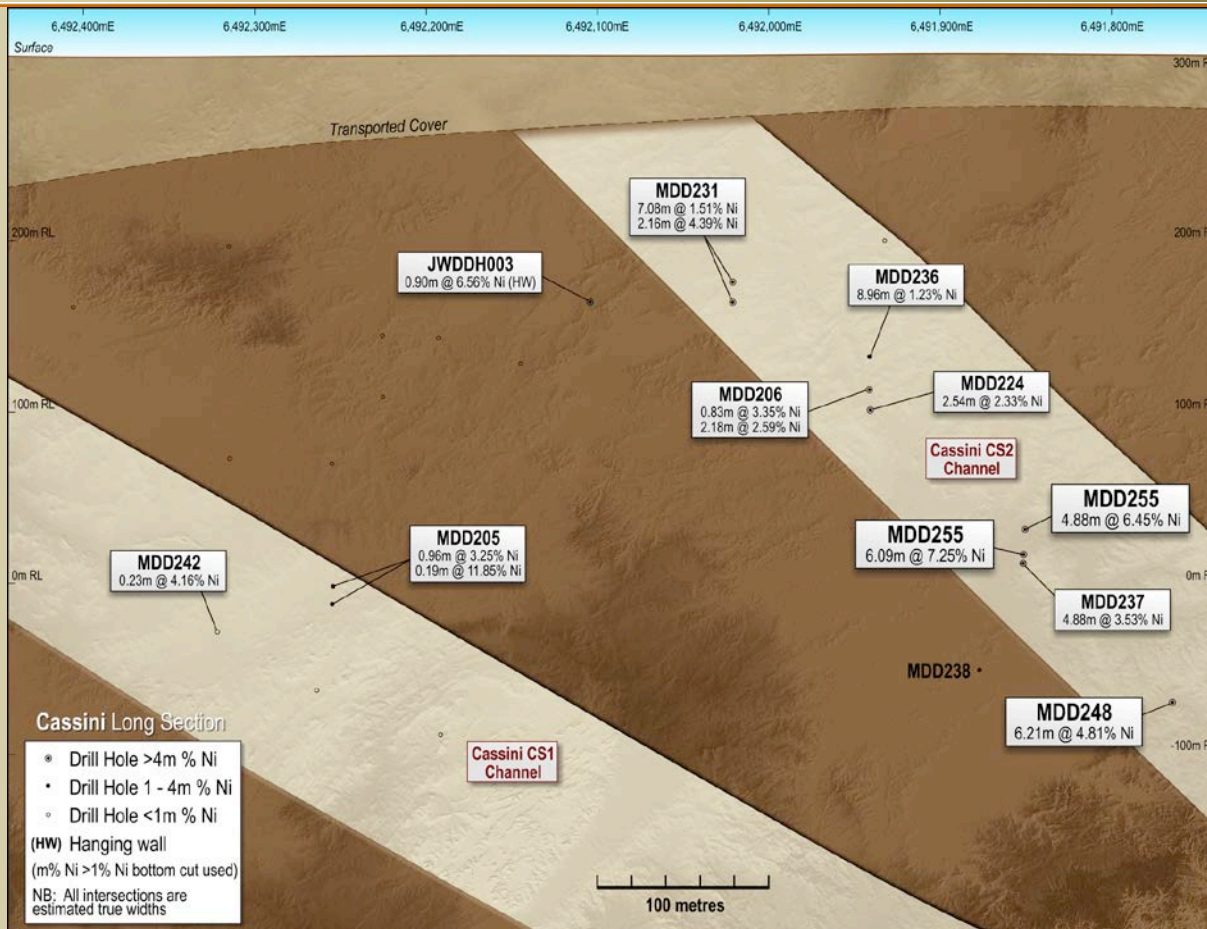 6,492,400mE 6,492,300mE 6,492,200mE 6,492,100mE 6,492,000mE 6,491,900mE 6,491,800mE
Surface
300m R
Transported Cover
MDD231
7.08m @ 1.51% Ni
2.16m @ 4.39% Ni
200m RL
200m RL
JWDDH003
0.90m @ 6.56% Ni (HW)
MDD236
8.96m @ 1.23% Ni
MDD206
0.83m @ 3.35% Ni
2.18m @ 2.59% Ni
MDD224
2.54m @ 2.33% Ni
100m RL
100m RL
Cassini CS2
Channel
MDD255
4.88m @ 6.45% Ni
MDD255
6.09m @ 7.25% Ni
MDD205
0.96m @ 3.25% Ni
0.19m @ 11.85% Ni
MDD242
0.23m @ 4.16% Ni
0m RL
0m RL
MDD237
4.88m @ 3.53% Ni
MDD238
MDD248
6.21m @ 4.81% Ni
-100m RL
Cassini CS1
Channel
Cassini Long Section
Drill Hole >4m % Ni
Drill Hole 1 - 4m % Ni
Drill Hole <1m % Ni
(HW) Hanging wall
(m% Ni >1% Ni bottom cut used)
NB: All intersections are
estimated true widths
100 metres